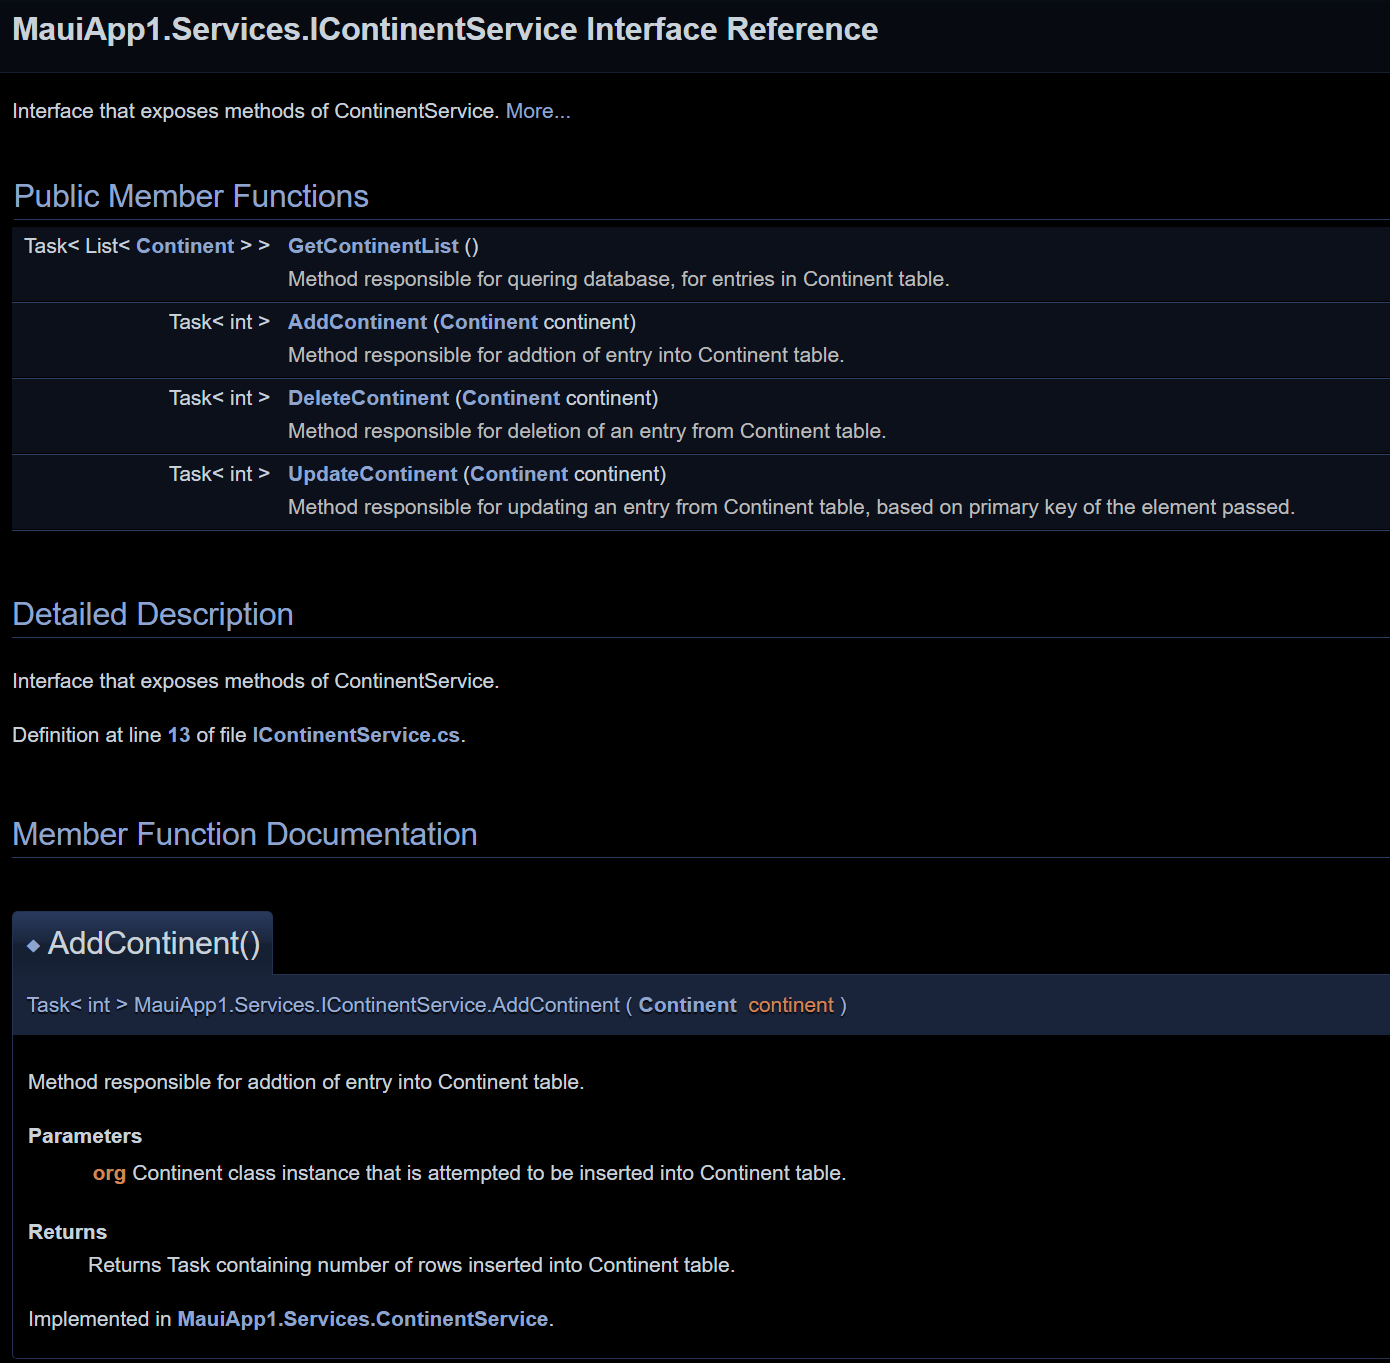 MauiApp1.Services.IContinentService Interface Reference
Interface that exposes methods of ContinentService. More...
Public Member Functions
Task< List< Continent > > GetContinentList ()
Method responsible for quering database, for entries in Continent table.
Task< int > AddContinent (Continent continent)
Method responsible for addtion of entry into Continent table.
Task< int > DeleteContinent (Continent continent)
Method responsible for deletion of an entry from Continent table.
Task< int > UpdateContinent (Continent continent)
Method responsible for updating an entry from Continent table, based on primary key of the element passed.
Detailed Description
Interface that exposes methods of ContinentService.
Definition at line 13 of file IContinentService.cs.
Member Function Documentation
◆ AddContinent()
Task< int > MauiApp1.Services.IContinentService.AddContinent ( Continent continent )
Method responsible for addtion of entry into Continent table.
Parameters
org Continent class instance that is attempted to be inserted into Continent table.
Returns
Returns Task containing number of rows inserted into Continent table.
Implemented in MauiApp1.Services.ContinentService.